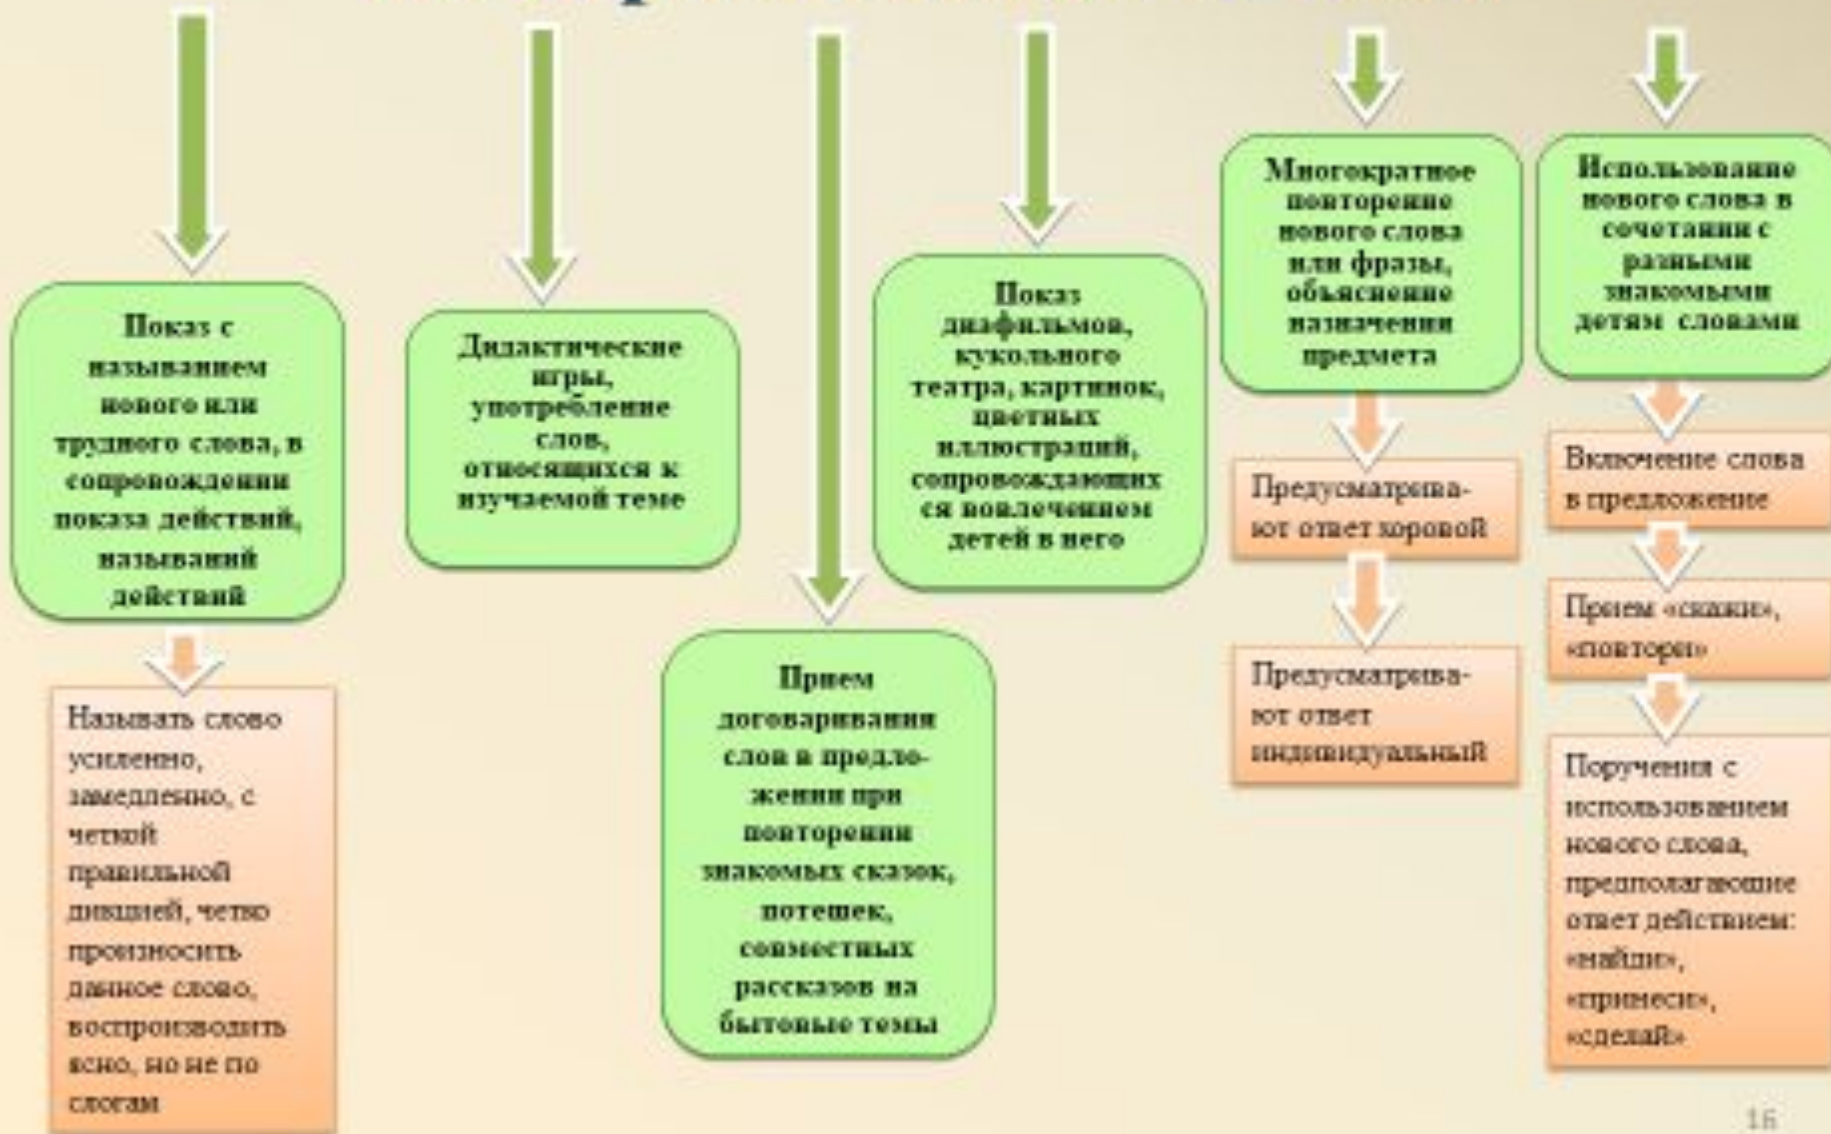 Показ с
называнием
нового или
трудного слова, в
сопровождении
показа действий,
называний
действий
Называть слово
усиленно,
замедленно, с
четкой
правильной
дикцией, четко
произносить
данное слово,
воспроизводить
ясно, но не по
слогам
Дидактические
игры,
употребление
слов,
относящихся к
изучаемой теме
Прием
договаривания
слов в предло-
жении при
повторении
знакомых сказок,
потешек,
совместных
рассказов на
бытовые темы
Показ
диафильмов,
кукольного
театра, картинок,
цветных
иллюстраций,
сопровождающих
ся вовлечением
детей в него
Многократное
повторение
нового слова
или фразы,
объяснение
назначения
предмета
Предусматрива-
ют ответ хоровой
Предусматрива-
ют ответ
индивидуальный
Использование
нового слова в
сочетании с
разными
знакомыми
детям словами
Включение слова
в предложение
Прием «скажи»,
«повтори»
Поручения с
использованием
нового слова,
предполагающие
ответ действием:
«найди»,
«принеси»,
«сделай»
16